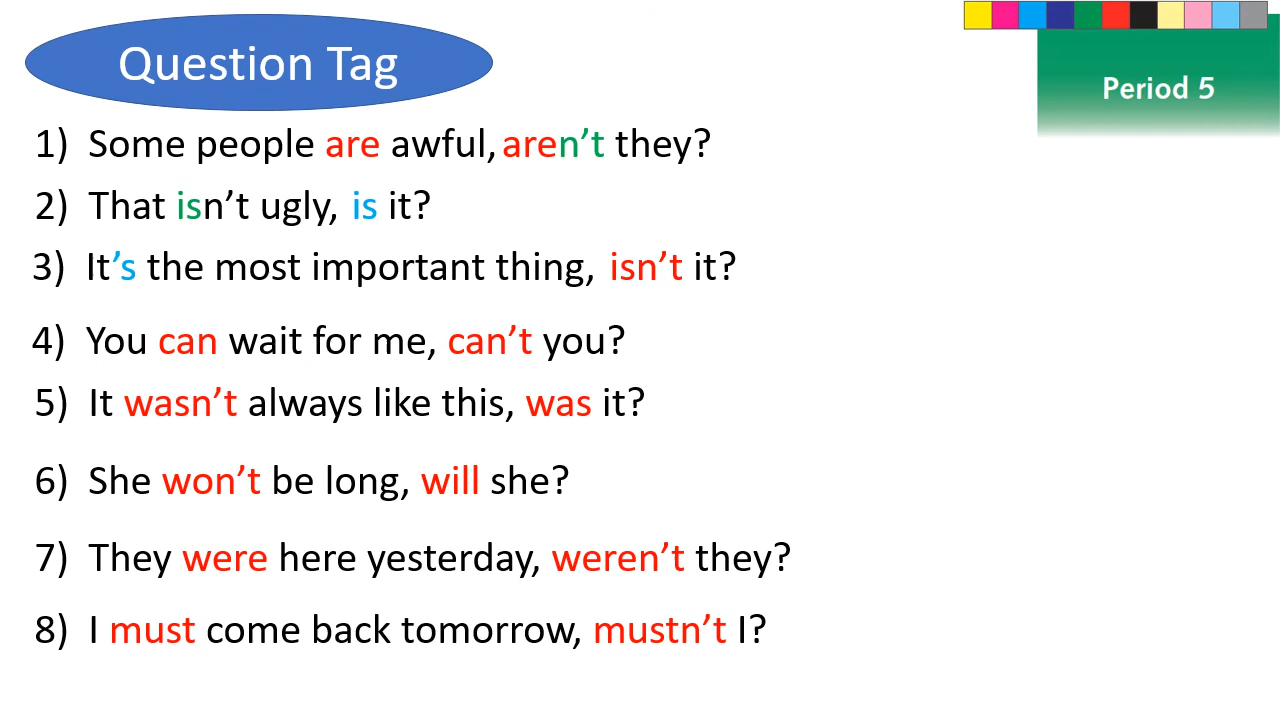 Question Tag
Period 5
1) Some people are awful, aren’t they?
2) That isn’t ugly, is it?
3) It’s the most important thing, isn’t it?
4) You can wait for me, can’t you?
5) It wasn’t always like this, was it?
6) She won’t be long, will she?
7) They were here yesterday, weren’t they?
8) I must come back tomorrow, mustn’t I?